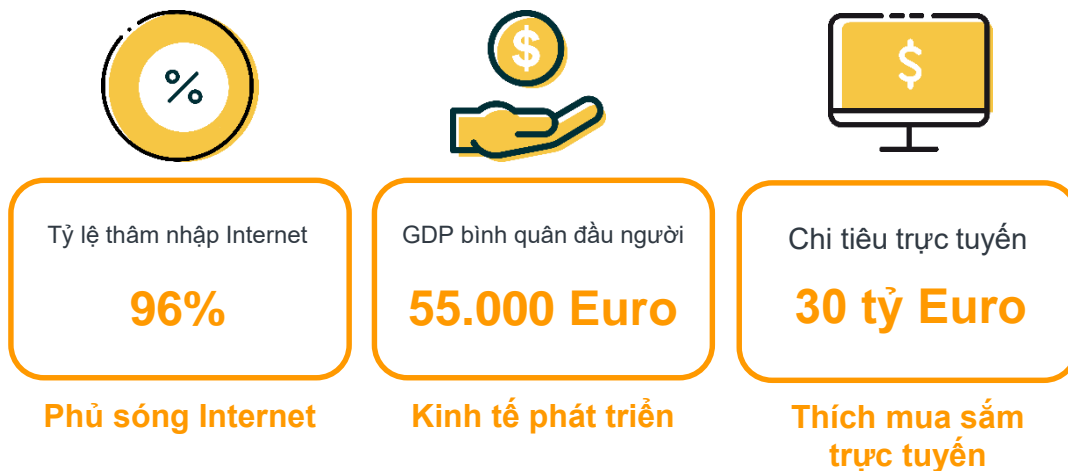 %
$
$
Tỷ lệ thâm nhập Internet
96%
Phủ sóng Internet
GDP bình quân đầu người
55.000 Euro
Kinh tế phát triển
Chi tiêu trực tuyến
30 tỷ Euro
Thích mua sắm
trực tuyến